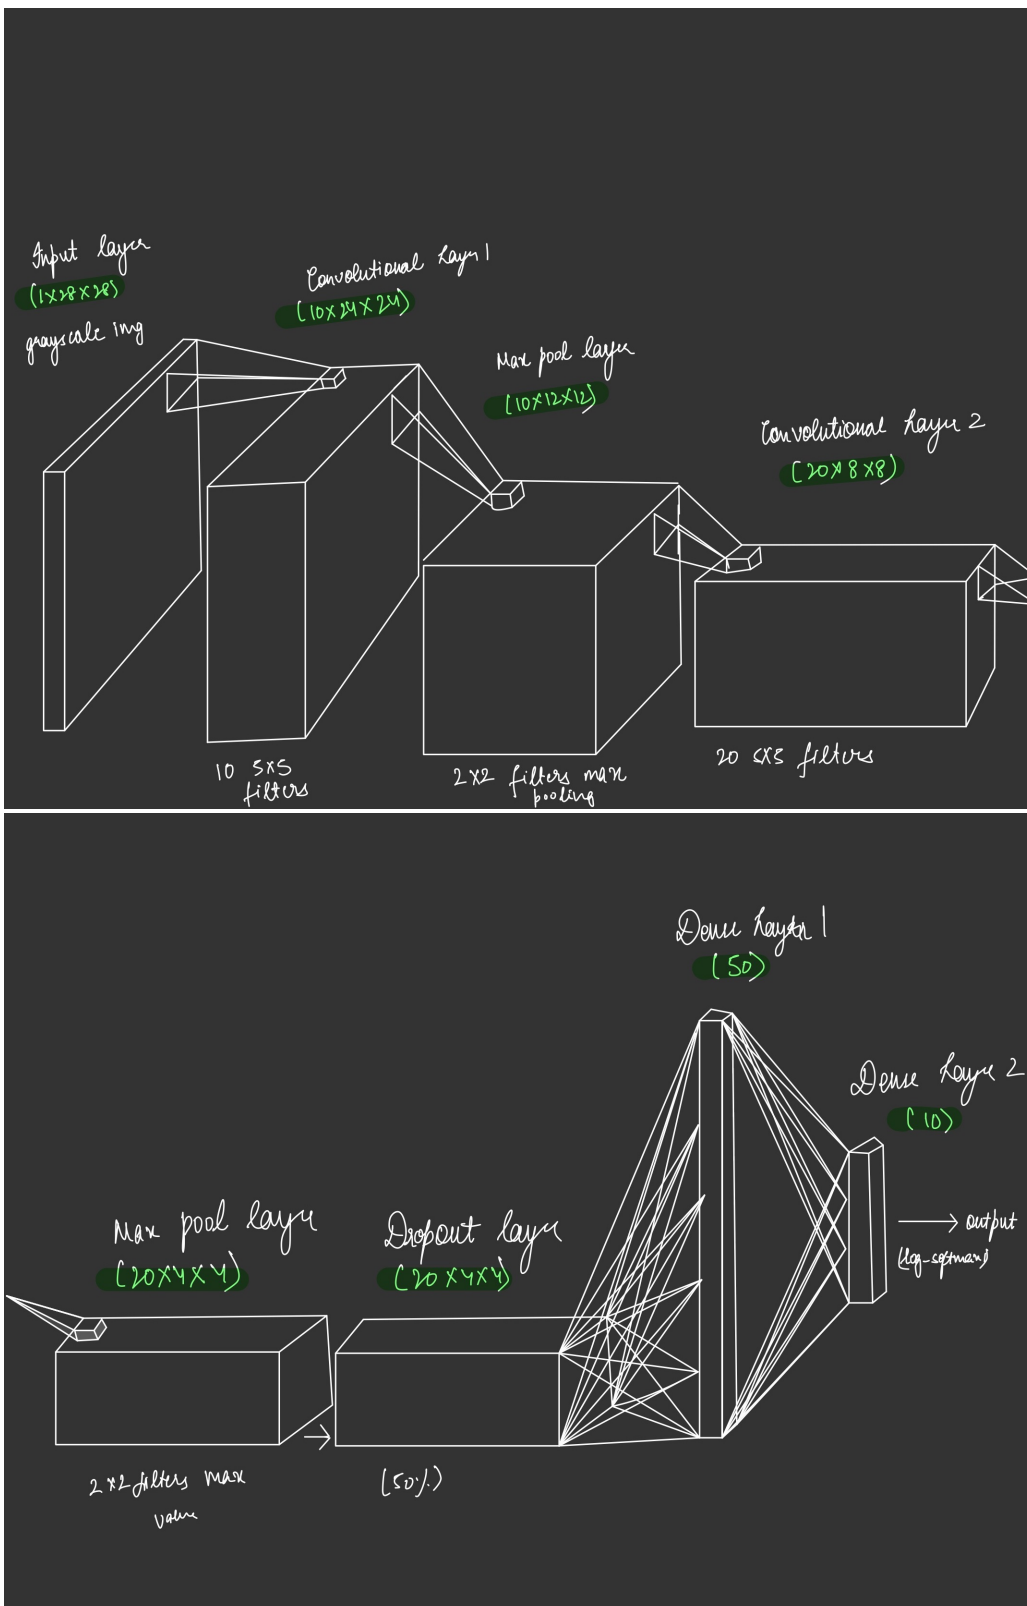 Input layer
(1x28x28)
grayscale img
Convolutional Layer 1
(10x24x24)
Max pool layer
(10x12x12)
Convolutional Layer 2
(20x8x8)
10 5x5
filters
2x2 filters max
pooling
20 5x5 filters
Dense Layer 1
(50)
Dense Layer 2
(10)
Max pool layer
(20x4x4)
Dropout layer
(20x4x4)
output
(log-softmax)
2x2 filters max
value
(50%)